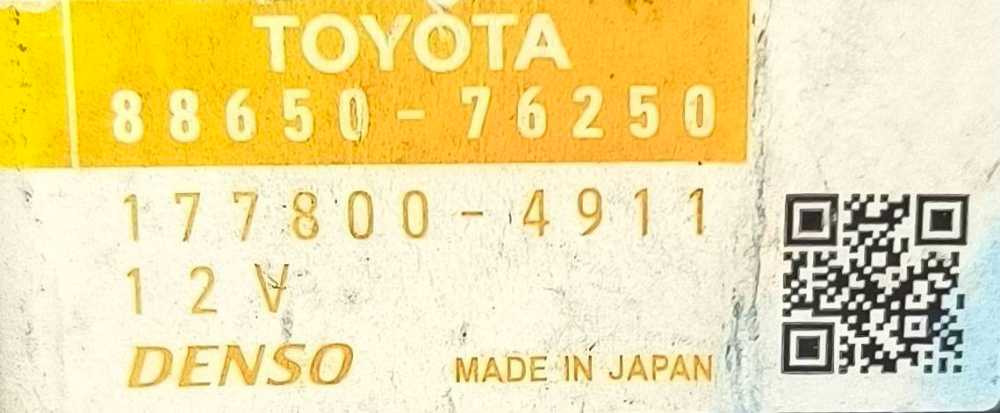 TOYOTA
88650-76250
177800-4911
12V
DENSO
MADE IN JAPAN